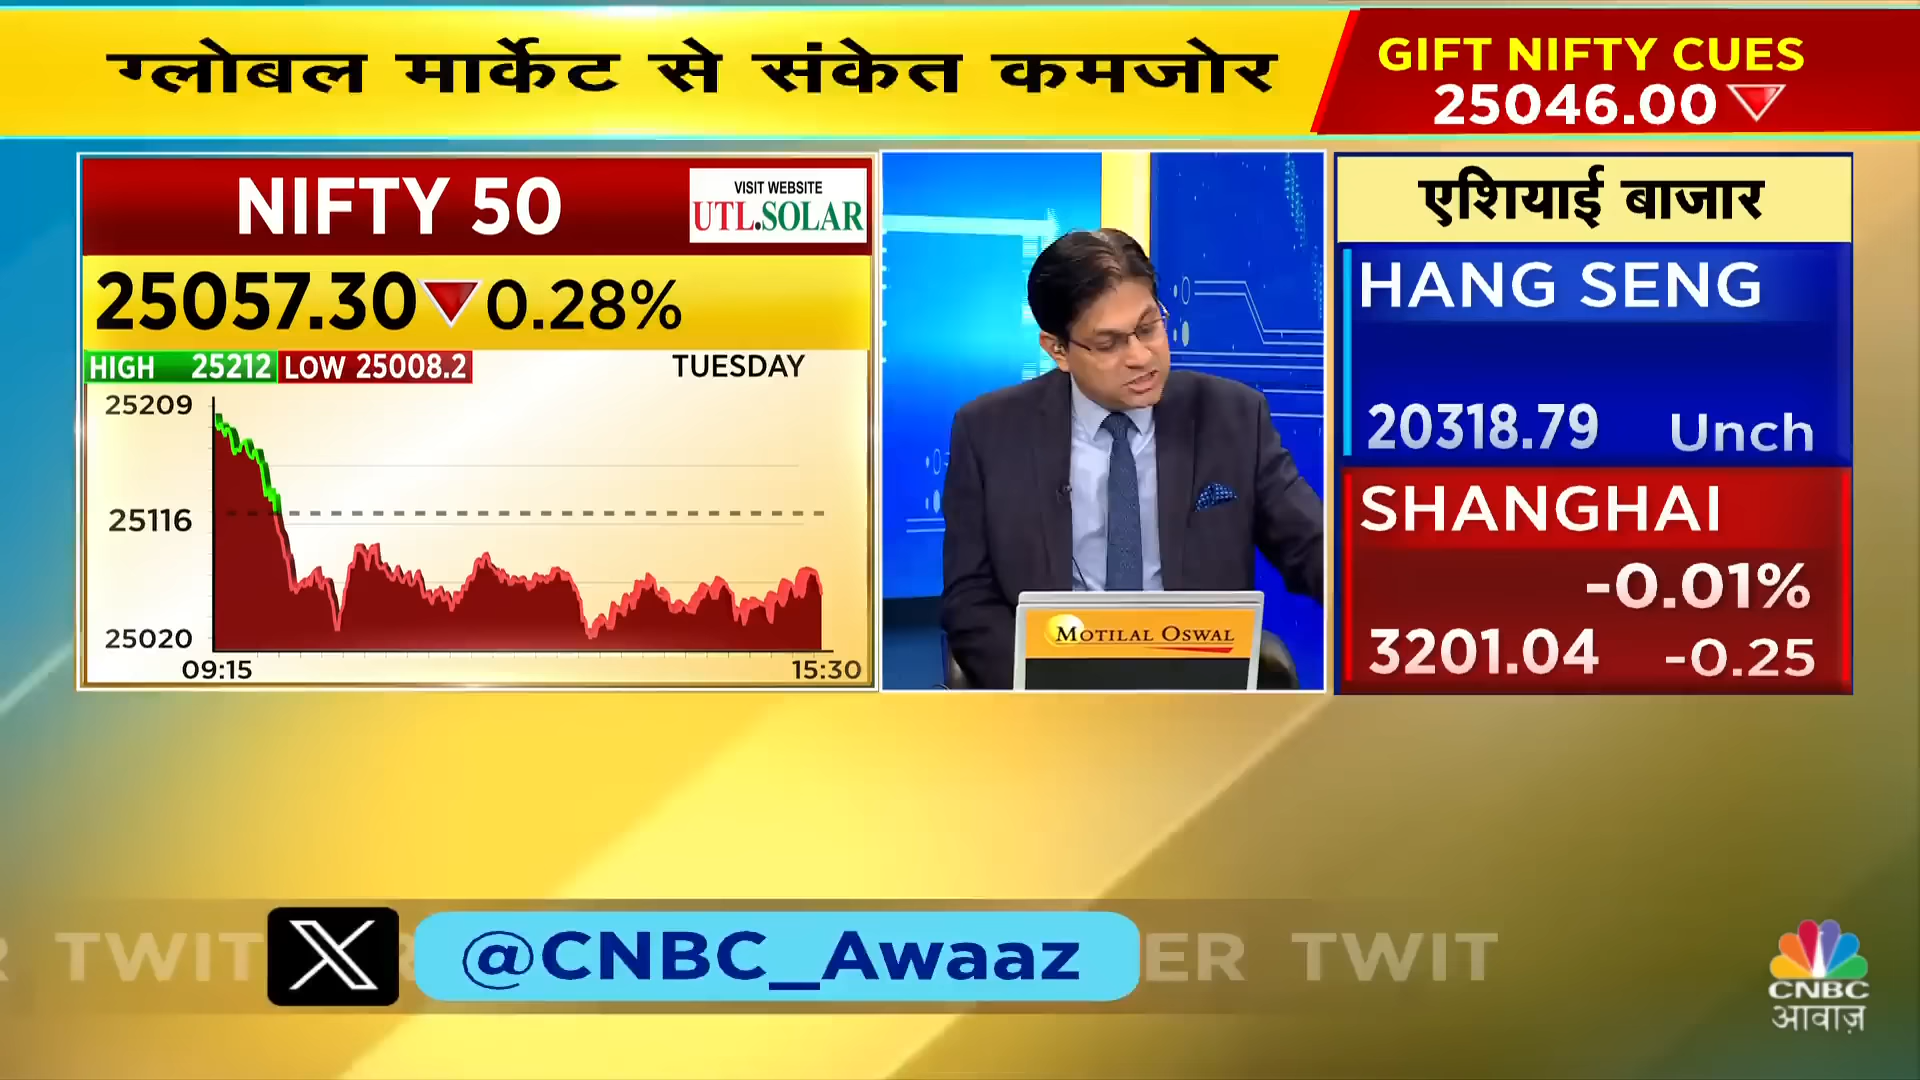 ग्लोबल मार्केट से संकेत कमजोर
GIFT NIFTY CUES
25046.00
NIFTY 50
VISIT WEBSITE
UTL.SOLAR
25057.30 0.28%
HIGH 25212 LOW 25008.2
TUESDAY
25209
25116
25020
09:15 15:30
MOTILAL OSWAL
एशियाई बाजार
HANG SENG
20318.79 Unch
SHANGHAI
-0.01%
3201.04 -0.25
R TWIT
@CNBC_Awaaz
ER TWIT
CNBC
आवाज़